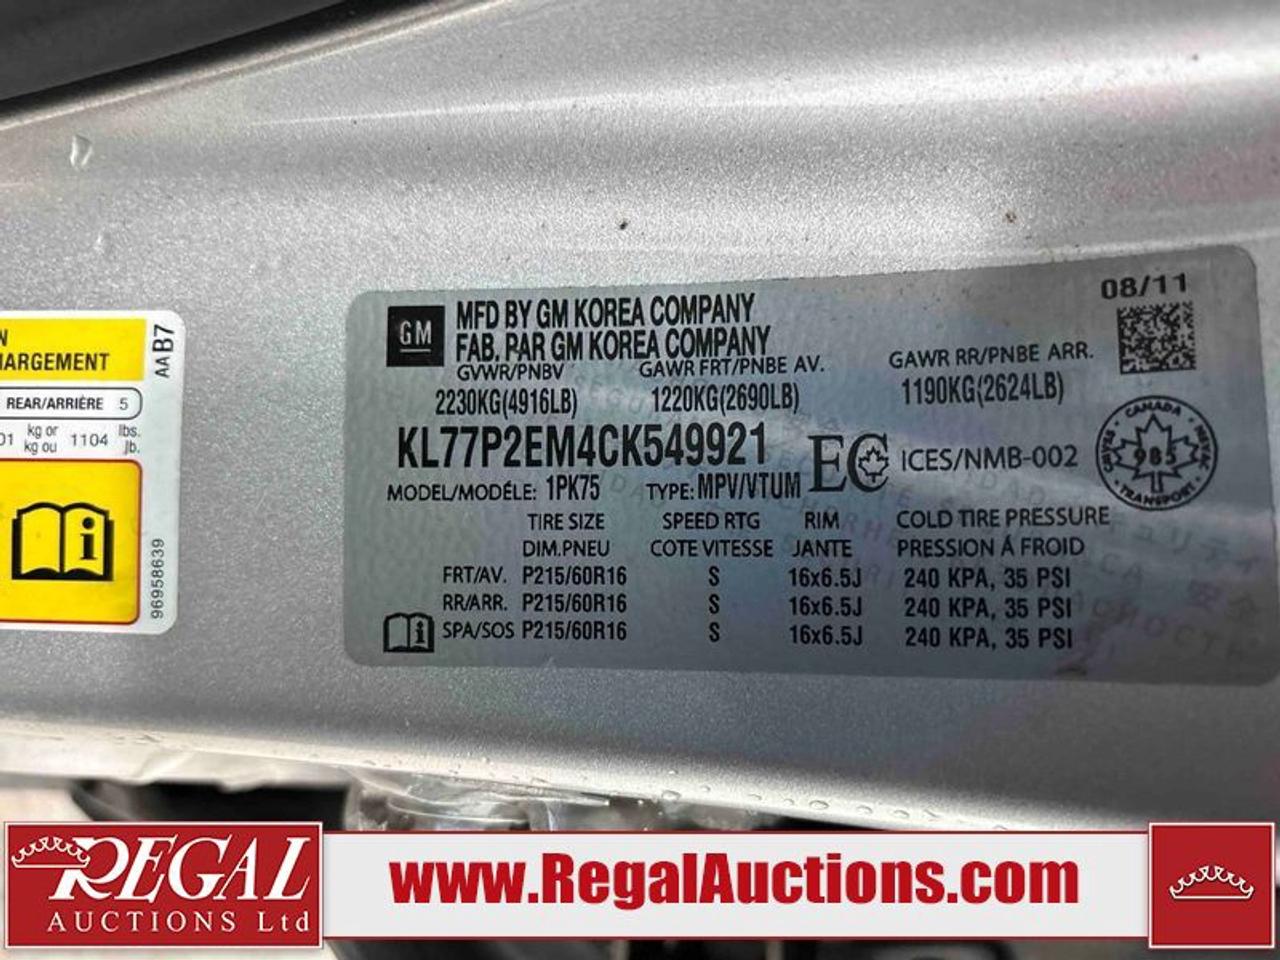 08/11
GM
MFD BY GM KOREA COMPANY
FAB. PAR GM KOREA COMPANY
GVWR/PNBV GAWR FRT/PNBE AV. GAWR RR/PNBE ARR.
2230KG(4916LB) 1220KG(2690LB) 1190KG(2624LB)
KL77P2EM4CK549921 EC ICES/NMB-002
CANADA
985
TRANSPORT
MODEL/MODÉLE: 1PK75 TYPE: MPV/VTUM
TIRE SIZE SPEED RTG RIM COLD TIRE PRESSURE
DIM.PNEU COTE VITESSE JANTE PRESSION Á FROID
FRT/AV. P215/60R16 S 16x6.5J 240 KPA, 35 PSI
RR/ARR. P215/60R16 S 16x6.5J 240 KPA, 35 PSI
SPA/SOS P215/60R16 S 16x6.5J 240 KPA, 35 PSI
N
HARGEMENT
REAR/ARRIÈRE 5
01 kg or 1104 lbs.
kg ou lb.
AAB7
96958639
REGAL
AUCTIONS Ltd
www.RegalAuctions.com